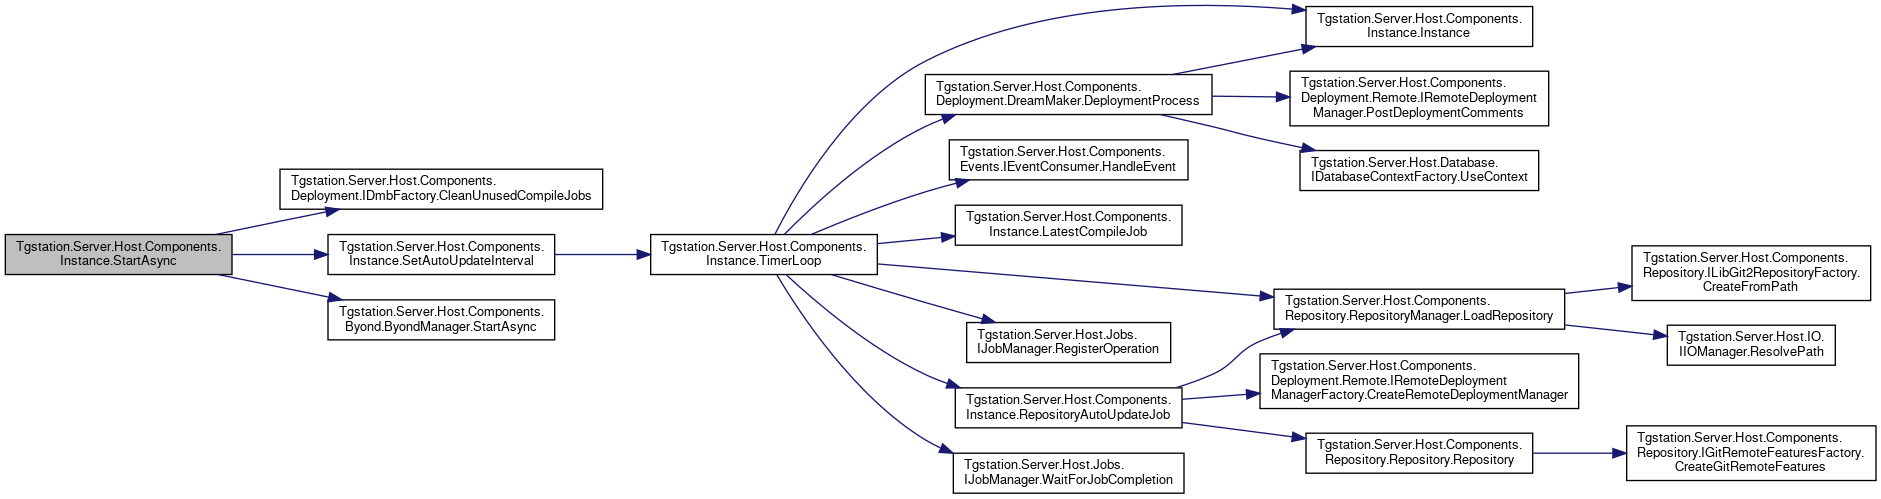 Tgstation.Server.Host.Components.
Instance.StartAsync
Tgstation.Server.Host.Components.
Deployment.IDmbFactory.CleanUnusedCompileJobs
Tgstation.Server.Host.Components.
Instance.SetAutoUpdateInterval
Tgstation.Server.Host.Components.
Byond.ByondManager.StartAsync
Tgstation.Server.Host.Components.
Instance.TimerLoop
Tgstation.Server.Host.Components.
Instance.Instance
Tgstation.Server.Host.Components.
Deployment.DreamMaker.DeploymentProcess
Tgstation.Server.Host.Components.
Deployment.Remote.IRemoteDeployment
Manager.PostDeploymentComments
Tgstation.Server.Host.Database.
IDatabaseContextFactory.UseContext
Tgstation.Server.Host.Components.
Events.IEventConsumer.HandleEvent
Tgstation.Server.Host.Components.
Instance.LatestCompileJob
Tgstation.Server.Host.Components.
Repository.RepositoryManager.LoadRepository
Tgstation.Server.Host.Components.
Repository.ILibGit2RepositoryFactory.
CreateFromPath
Tgstation.Server.Host.IO.
IIOManager.ResolvePath
Tgstation.Server.Host.Jobs.
IJobManager.RegisterOperation
Tgstation.Server.Host.Components.
Instance.RepositoryAutoUpdateJob
Tgstation.Server.Host.Components.
Deployment.Remote.IRemoteDeployment
ManagerFactory.CreateRemoteDeploymentManager
Tgstation.Server.Host.Components.
Repository.Repository.Repository
Tgstation.Server.Host.Components.
Repository.IGitRemoteFeaturesFactory.
CreateGitRemoteFeatures
Tgstation.Server.Host.Jobs.
IJobManager.WaitForJobCompletion